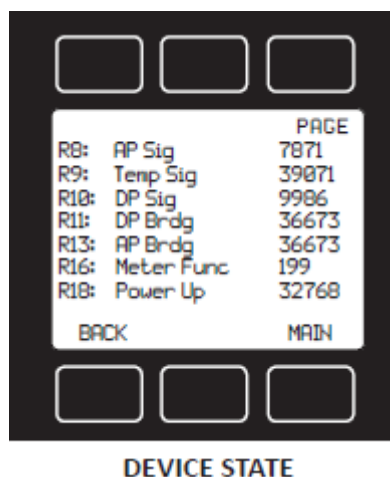 PAGE
R8: AP Sig 7871
R9: Temp Sig 39071
R10: DP Sig 9986
R11: DP Brdg 36673
R13: AP Brdg 36673
R16: Meter Func 199
R18: Power Up 32768
BACK MAIN
DEVICE STATE